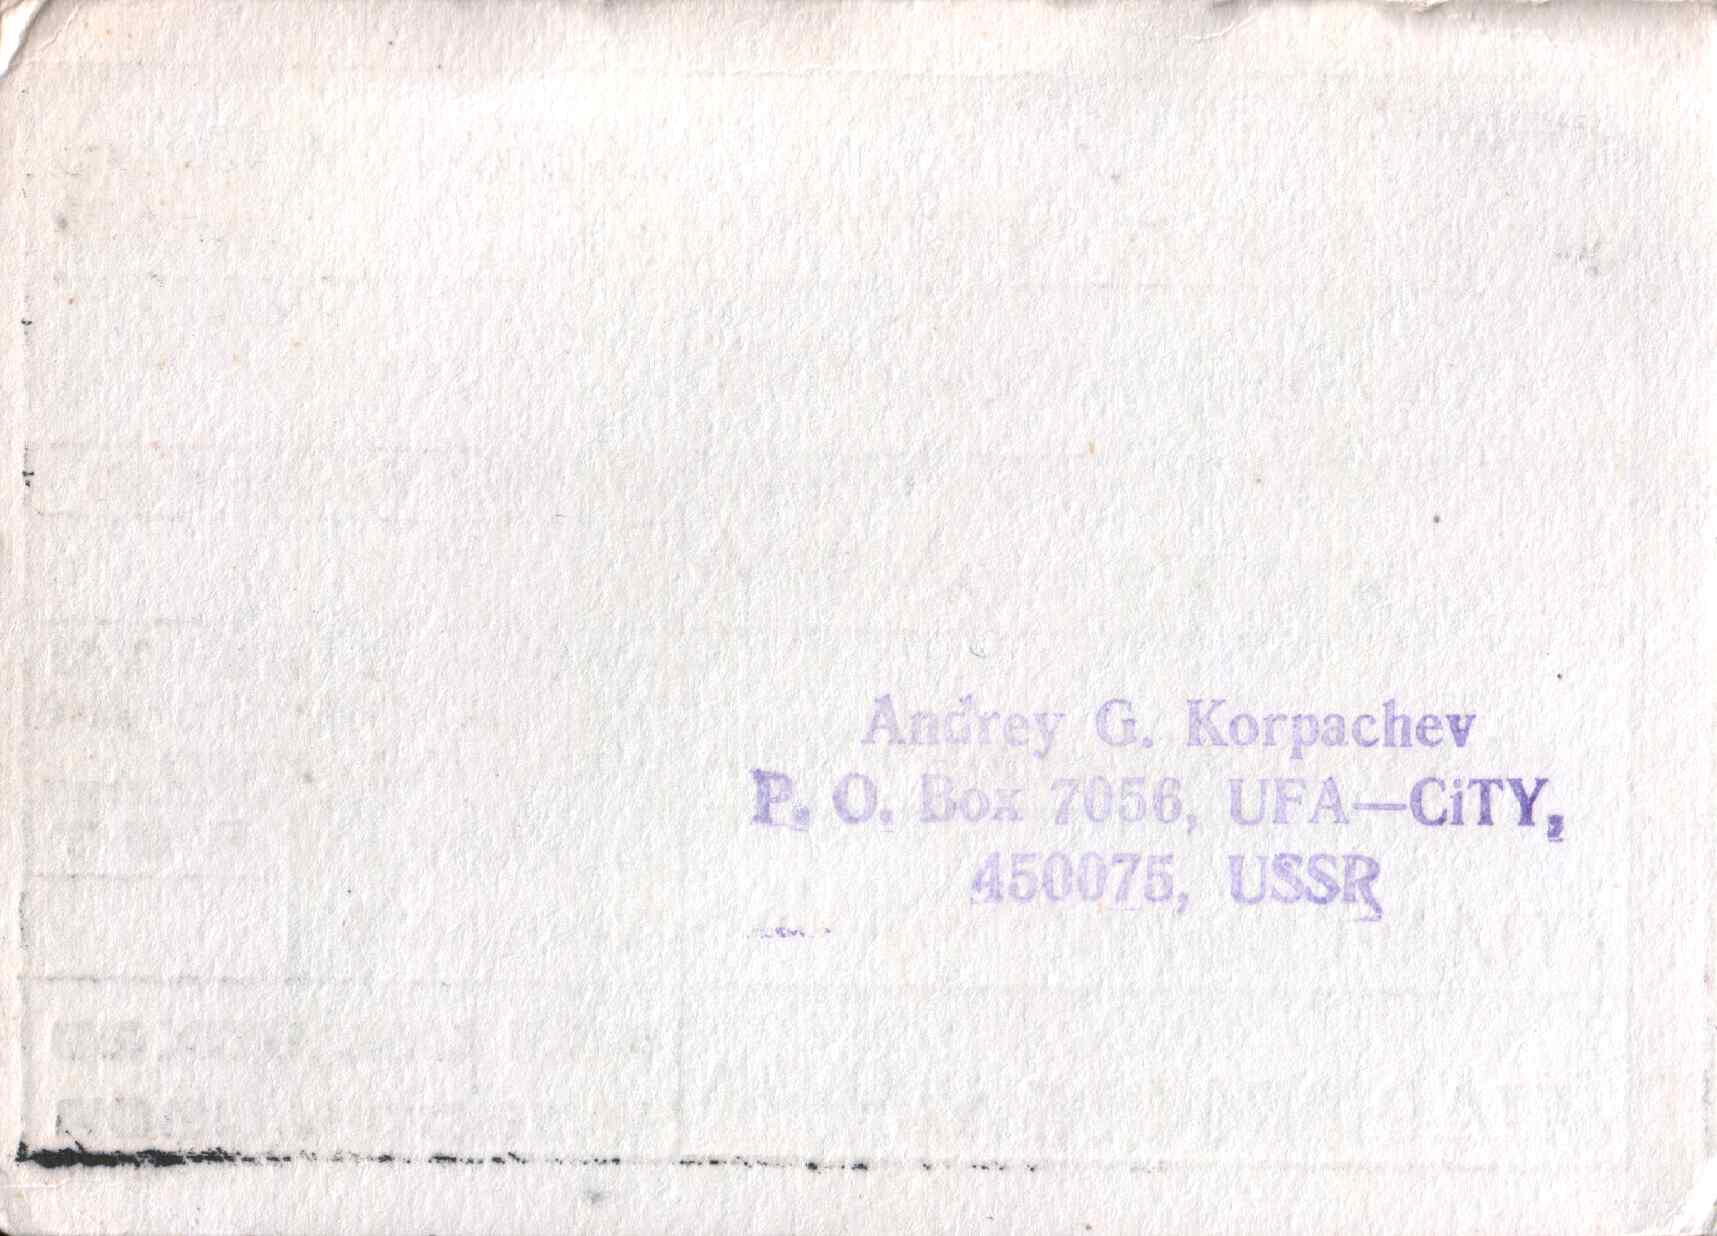 Andrey G. Korpachev
P. O. Box 7056, UFA—CiTY,
450075, USSR